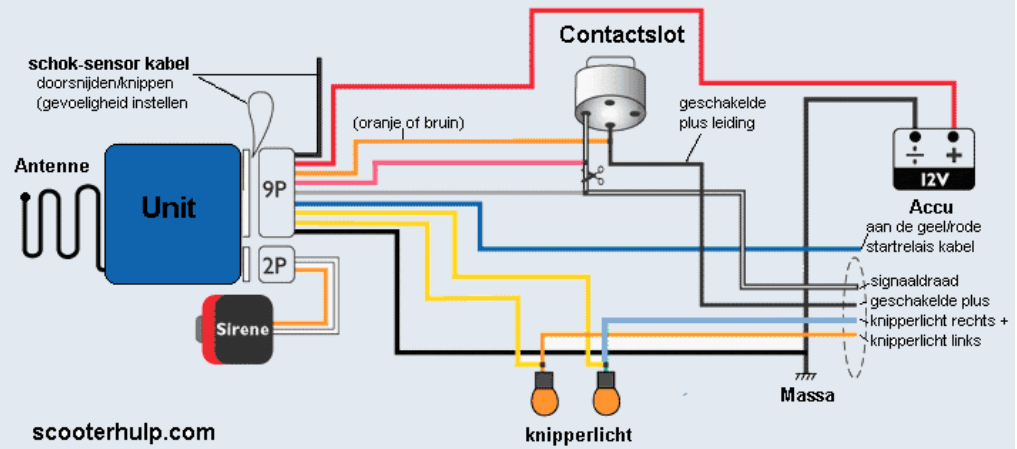 Contactslot
schok-sensor kabel
doorsnijden/knippen
(gevoeligheid instellen
geschakelde
plus leiding
(oranje of bruin)
Antenne
Unit
9P
2P
÷ +
12V
Accu
aan de geel/rode
startrelais kabel
signaaldraad
geschakelde plus
knipperlicht rechts +
knipperlicht links
Sirene
Massa
knipperlicht
scooterhulp.com